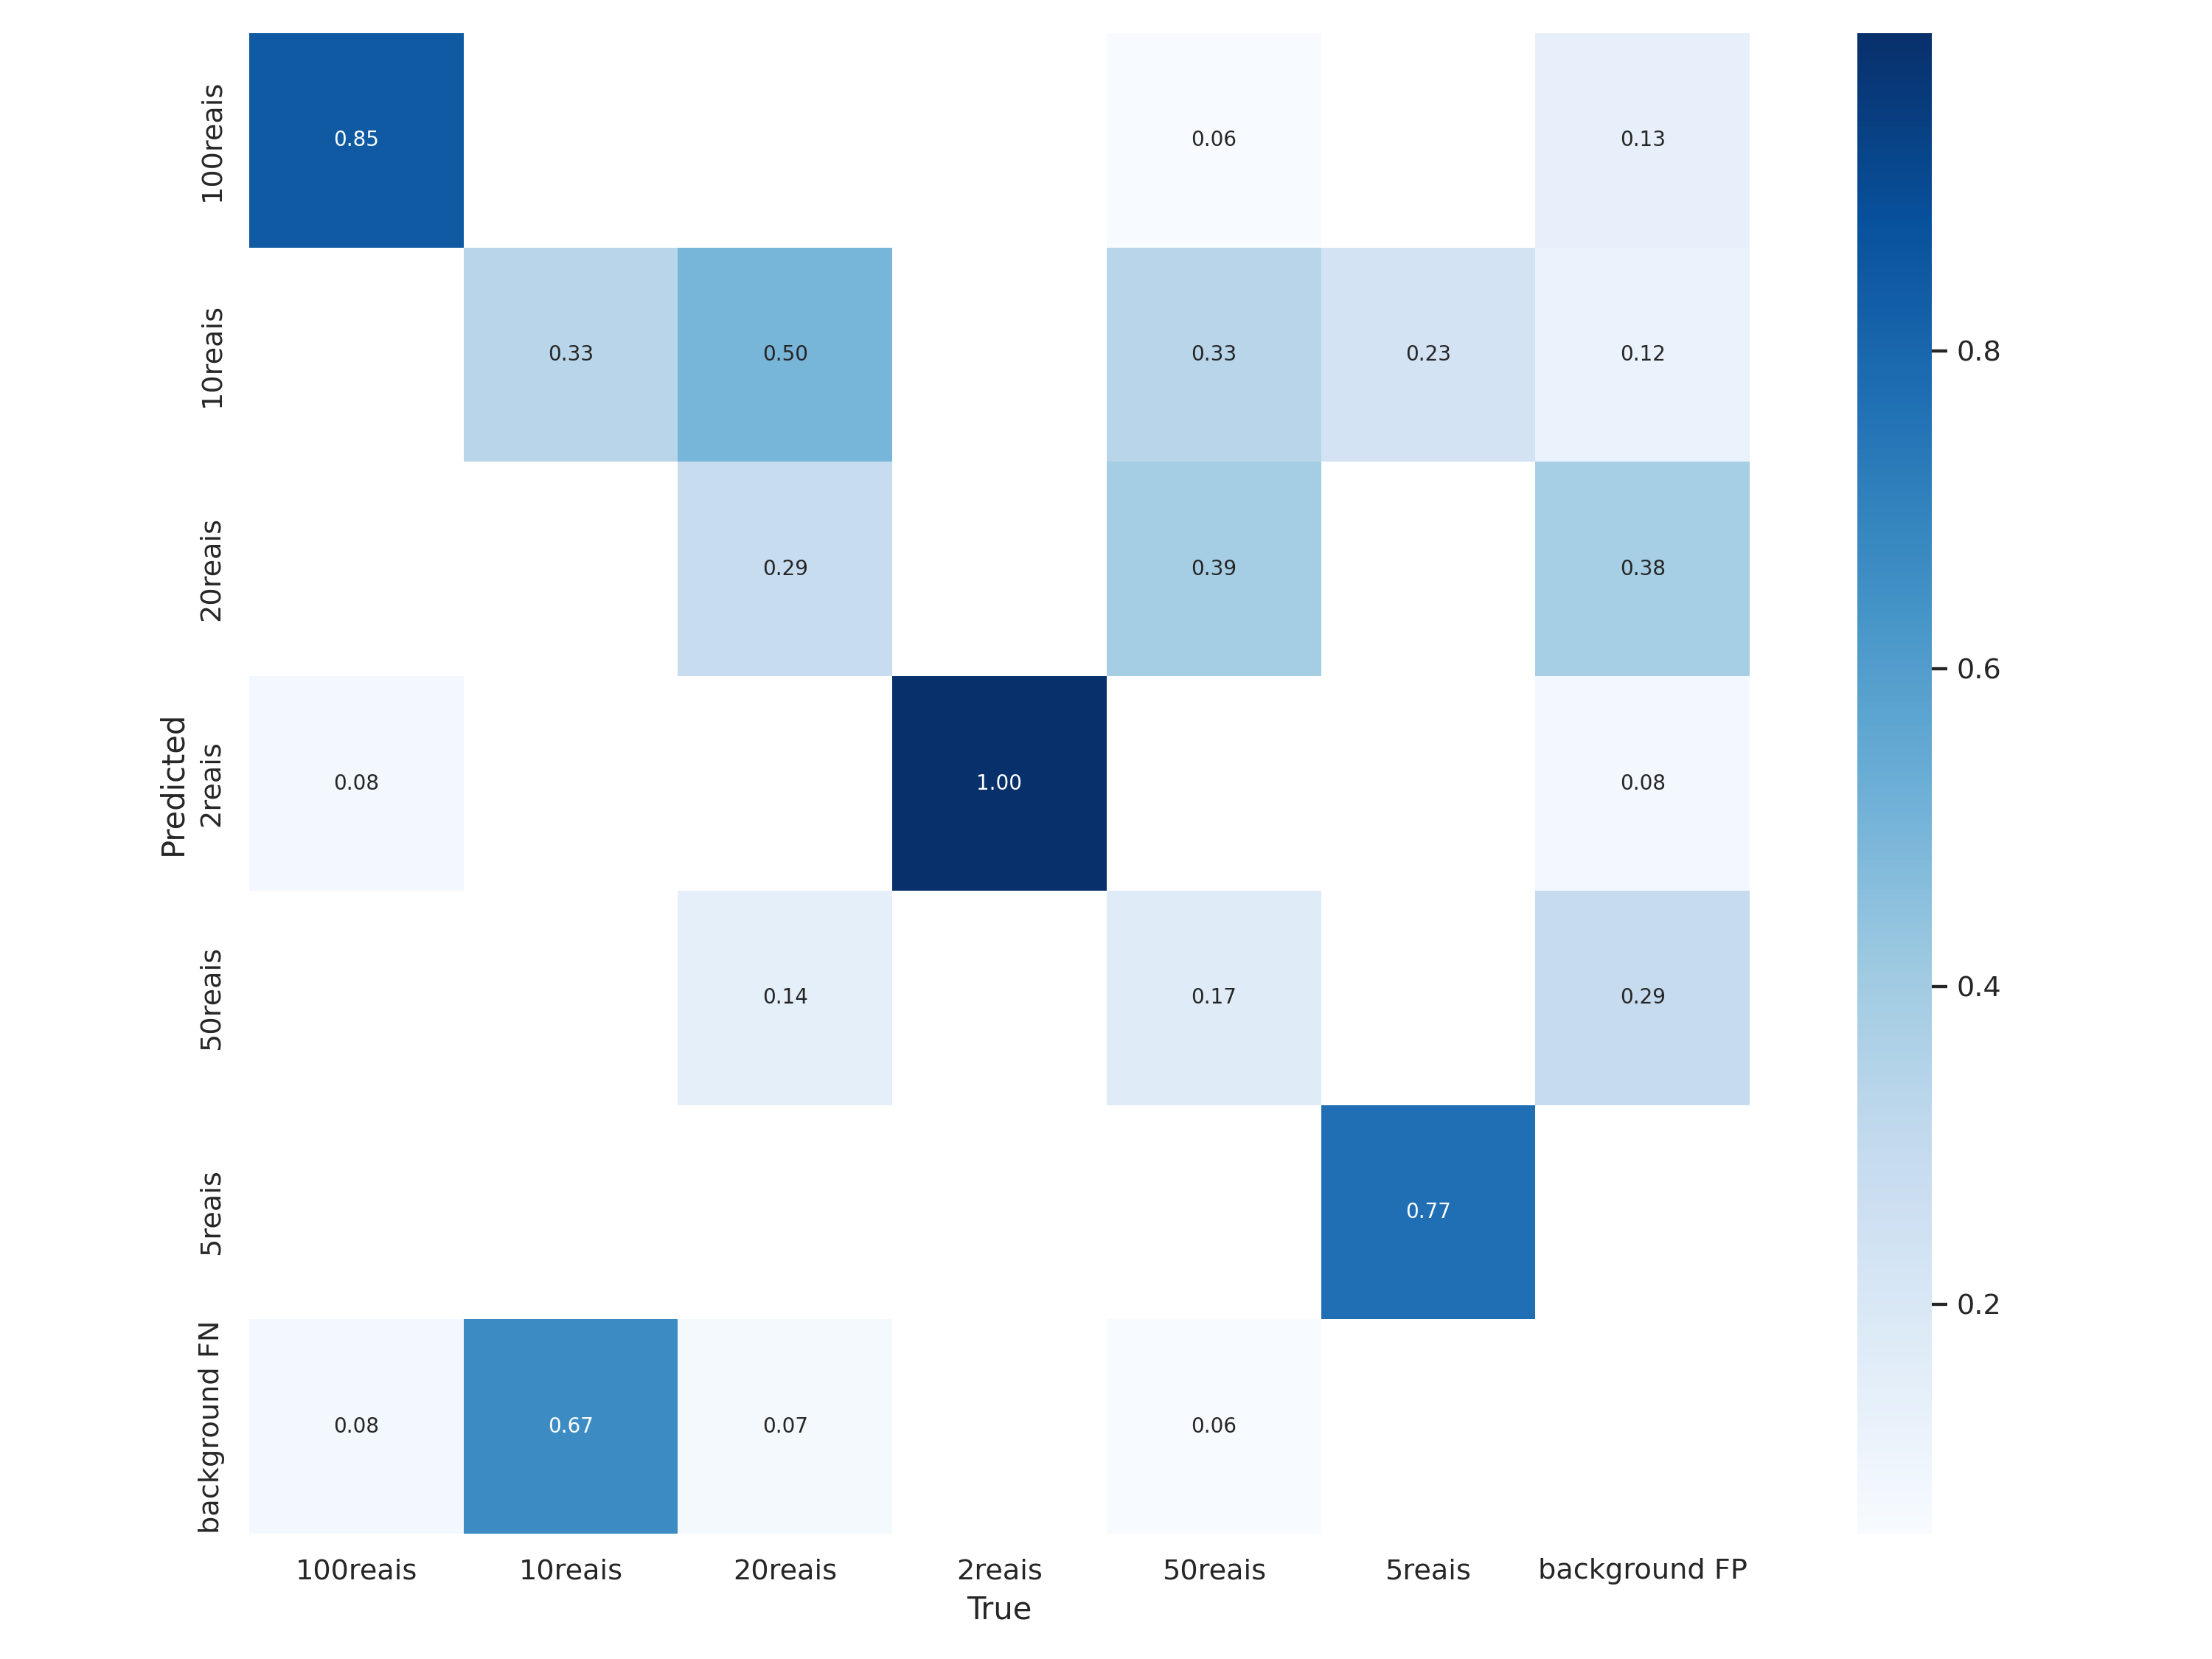 100reais
0.85
0.06
0.13
10reais
0.33
0.50
0.33
0.23
0.12
0.8
20reais
0.29
0.39
0.38
0.6
Predicted
2reais
0.08
1.00
0.08
50reais
0.14
0.17
0.29
0.4
5reais
0.77
0.2
background FN
0.08
0.67
0.07
0.06
100reais
10reais
20reais
2reais
50reais
5reais
background FP
True